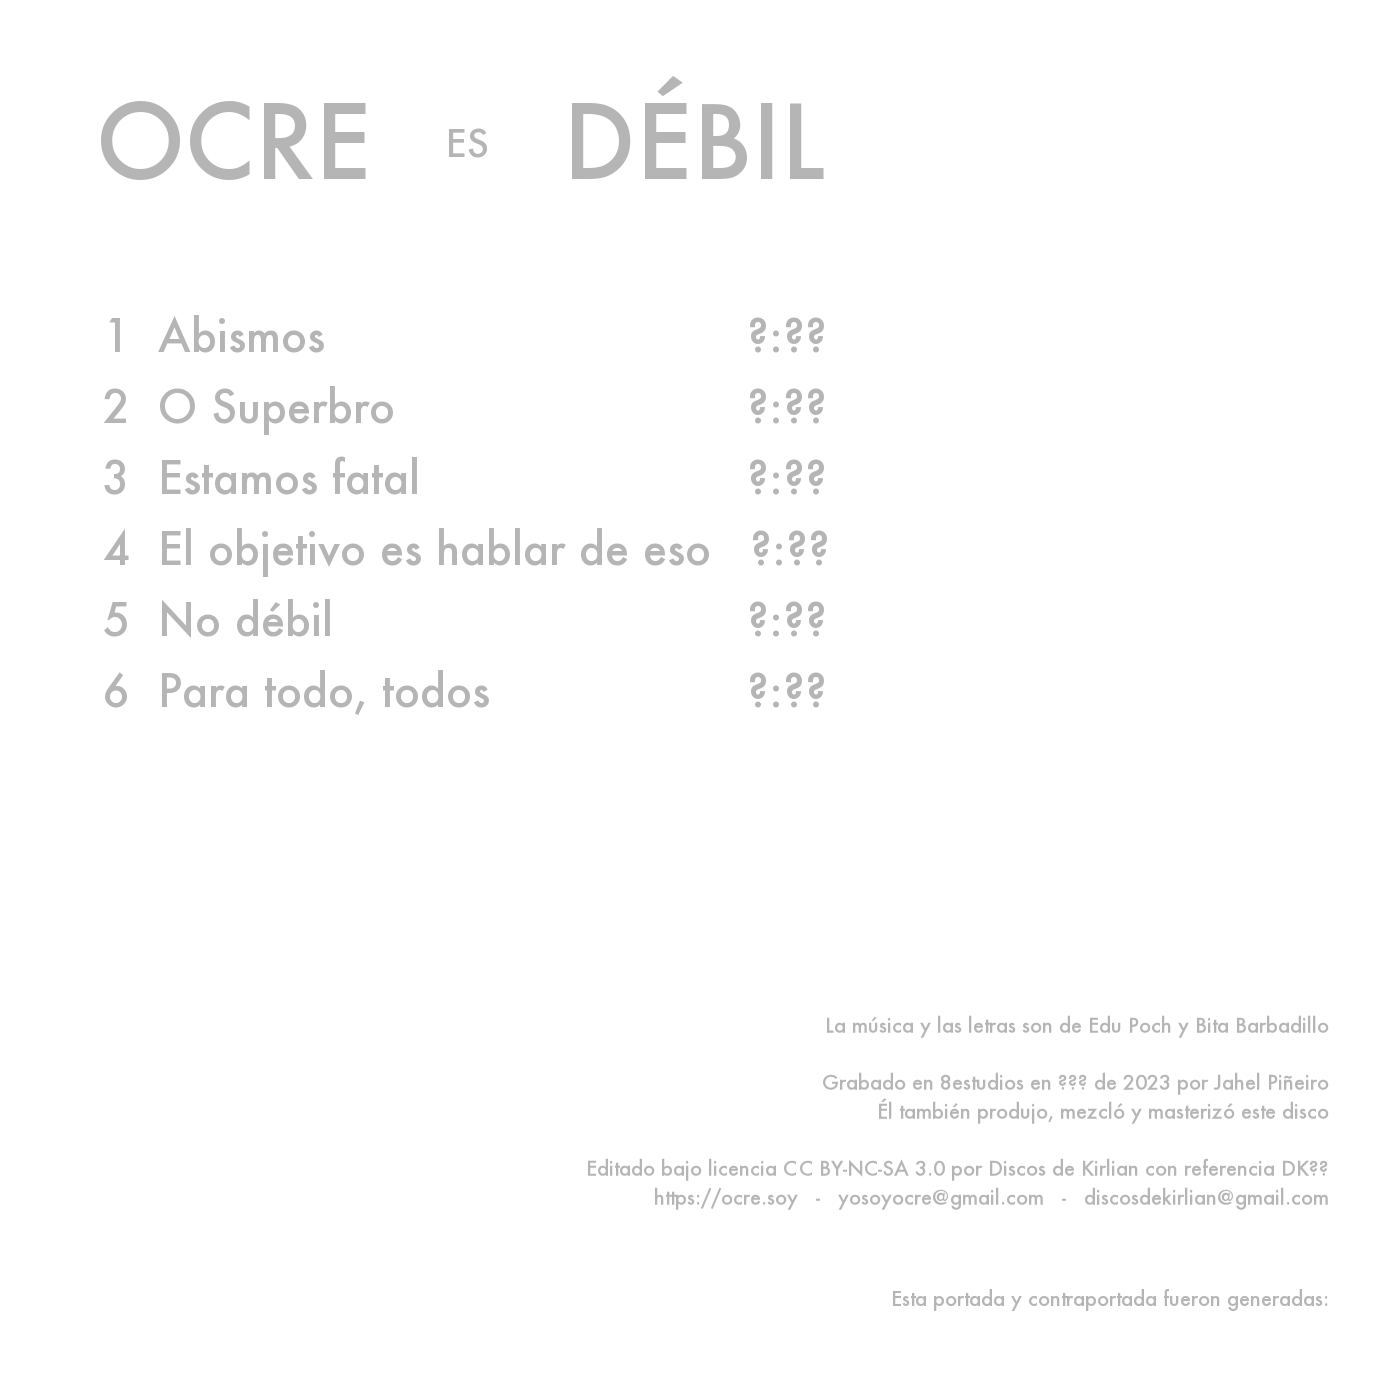 OCRE ES DÉBIL
1 Abismos ?:??
2 O Superbro ?:??
3 Estamos fatal ?:??
4 El objetivo es hablar de eso ?:??
5 No débil ?:??
6 Para todo, todos ?:??
La música y las letras son de Edu Poch y Bita Barbadillo
Grabado en 8estudios en ??? de 2023 por Jahel Piñeiro
Él también produjo, mezcló y masterizó este disco
Editado bajo licencia CC BY-NC-SA 3.0 por Discos de Kirlian con referencia DK??
https://ocre.soy - yosoyocre@gmail.com - discosdekirlian@gmail.com
Esta portada y contraportada fueron generadas: